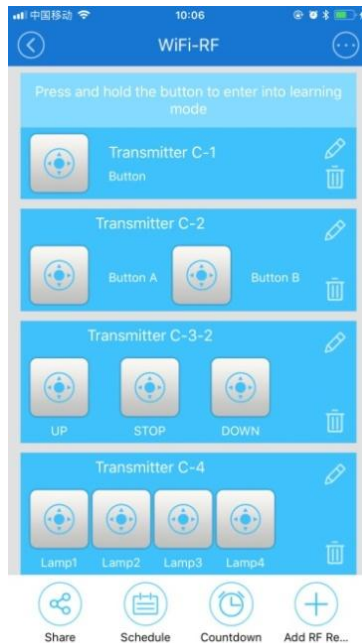 中国移动 10:06
WiFi-RF
Press and hold the button to enter into learning
mode
Transmitter C-1
Button
Transmitter C-2
Button A Button B
Transmitter C-3-2
UP STOP DOWN
Transmitter C-4
Lamp1 Lamp2 Lamp3 Lamp4
Share Schedule Countdown Add RF Re...